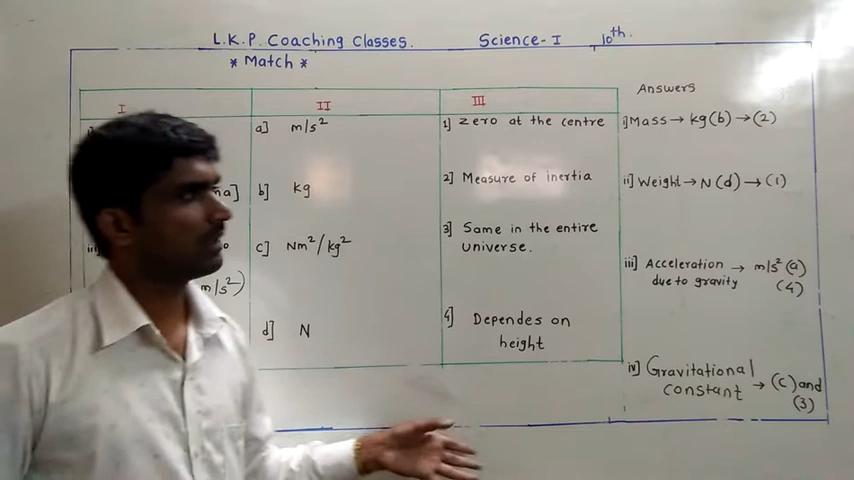 L.K.P. Coaching Classes. Science-I 10th.
* Match *
I II III
a] m/s²
b] kg
c] Nm²/kg²
d] N
1] Zero at the centre
2] Measure of inertia
3] Same in the entire
universe.
4] Dependes on
height
Answers
i] Mass → kg(b) → (2)
ii] Weight → N(d) → (1)
iii] Acceleration → m/s² (a)
due to gravity (4)
iv] Gravitational
constant → (C) and
(3)
ma]
m/s²)